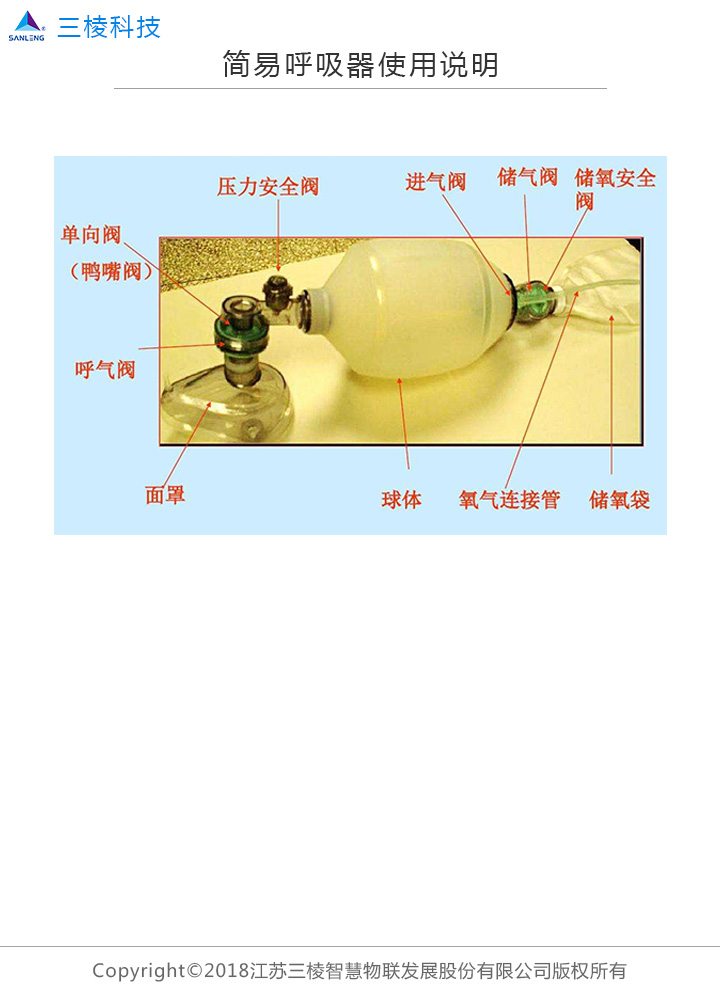 三棱科技
SANLENG
简易呼吸器使用说明
压力安全阀
进气阀
储气阀
储氧安全
阀
单向阀
（鸭嘴阀）
呼气阀
面罩
球体
氧气连接管
储氧袋
Copyright©2018江苏三棱智慧物联发展股份有限公司版权所有